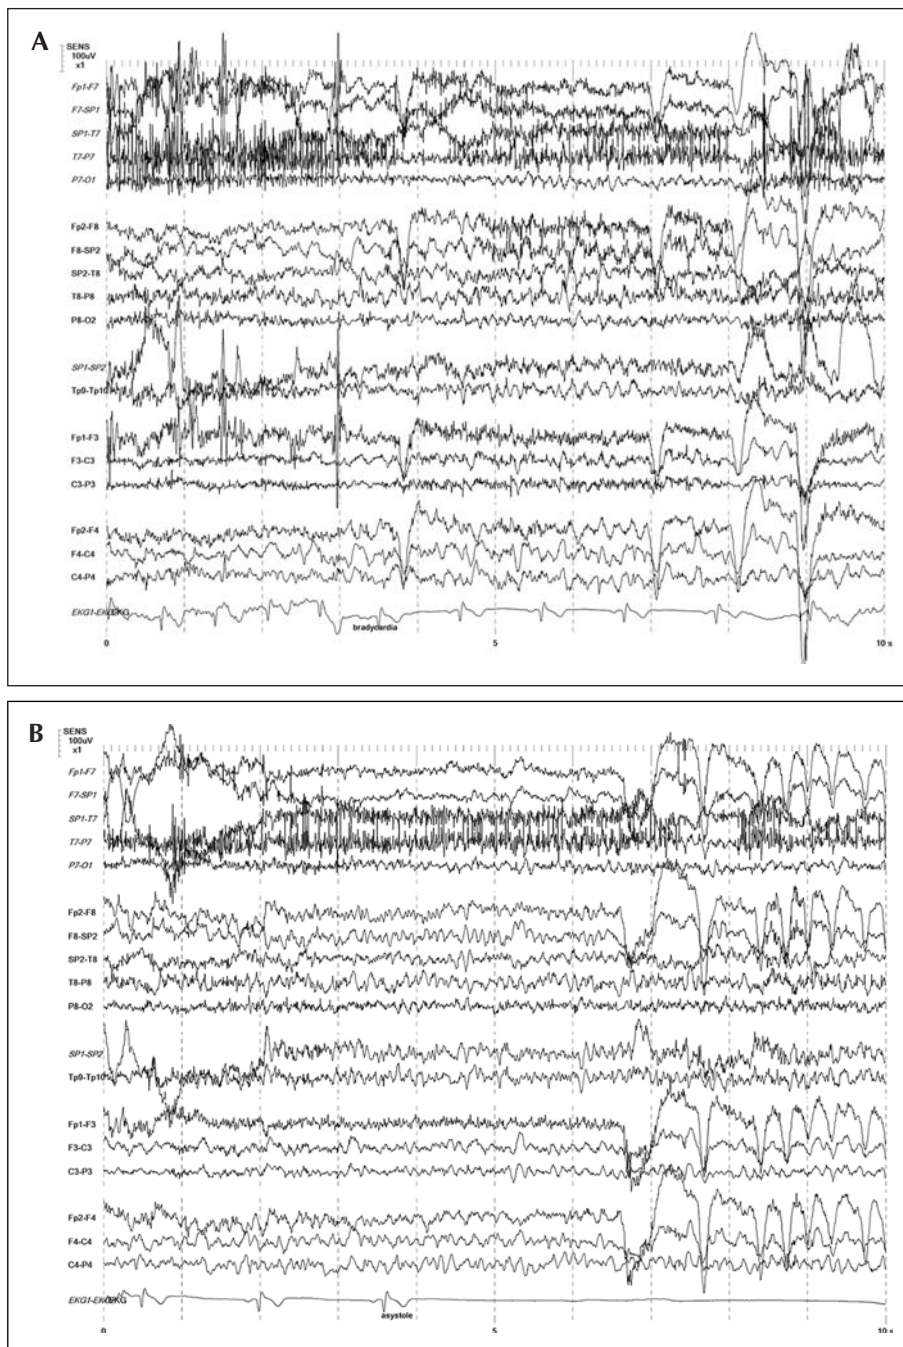 A
SENS
100uV
x1
Fp1-F7
F7-SP1
SP1-T7
T7-P7
P7-O1
Fp2-F8
F8-SP2
SP2-T8
T8-P8
P8-O2
SP1-SP2
Tp9-Tp10
Fp1-F3
F3-C3
C3-P3
Fp2-F4
F4-C4
C4-P4
EKG1-EKG
bradycardia
0 5 10 s
B
SENS
100uV
x1
Fp1-F7
F7-SP1
SP1-T7
T7-P7
P7-O1
Fp2-F8
F8-SP2
SP2-T8
T8-P8
P8-O2
SP1-SP2
Tp9-Tp10
Fp1-F3
F3-C3
C3-P3
Fp2-F4
F4-C4
C4-P4
EKG1-EKG
asystole
0 5 10 s